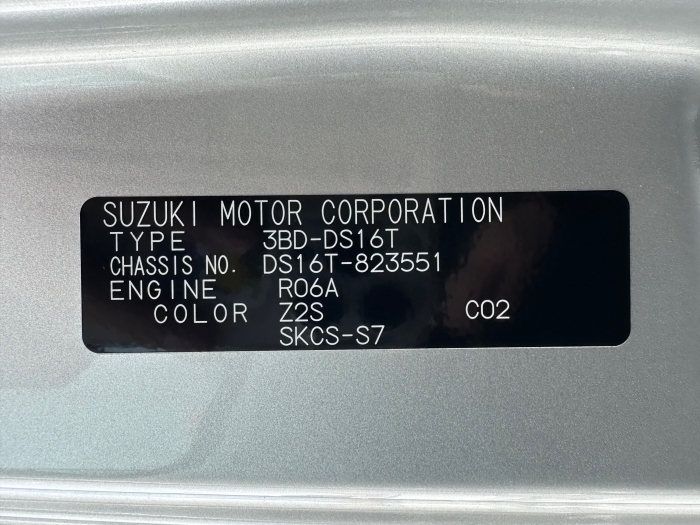 SUZUKI MOTOR CORPORATION
TYPE 3BD-DS16T
CHASSIS NO. DS16T-823551
ENGINE R06A
COLOR Z2S C02
SKCS-S7